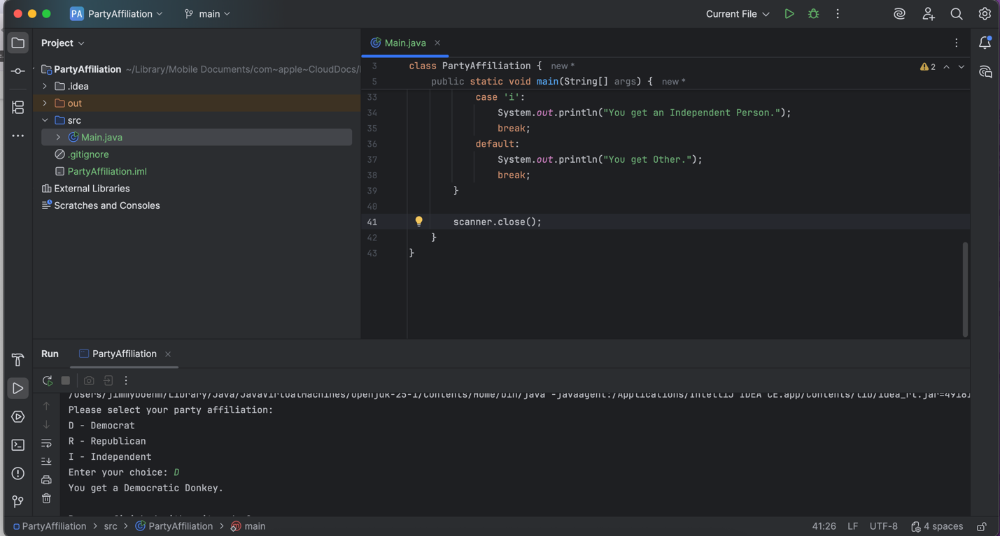 PA PartyAffiliation main Current File
Project
PartyAffiliation ~/Library/Mobile Documents/com~apple~CloudDocs/
.idea
out
src
Main.java
.gitignore
PartyAffiliation.iml
External Libraries
Scratches and Consoles
Main.java
3 class PartyAffiliation { new *
2
5 public static void main(String[] args) { new *
33 case 'i':
34 System.out.println("You get an Independent Person.");
35 break;
36 default:
37 System.out.println("You get Other.");
38 break;
39 }
40
41 scanner.close();
42 }
43 }
Run PartyAffiliation
/Users/jimmyboehm/Library/Java/JavaVirtualMachines/openjdk-25-1/Contents/Home/bin/java -javaagent:/Applications/IntelliJ IDEA CE.app/Contents/lib/idea_rt.jar=49181
Please select your party affiliation:
D - Democrat
R - Republican
I - Independent
Enter your choice: D
You get a Democratic Donkey.
PartyAffiliation > src > PartyAffiliation > main 41:26 LF UTF-8 4 spaces